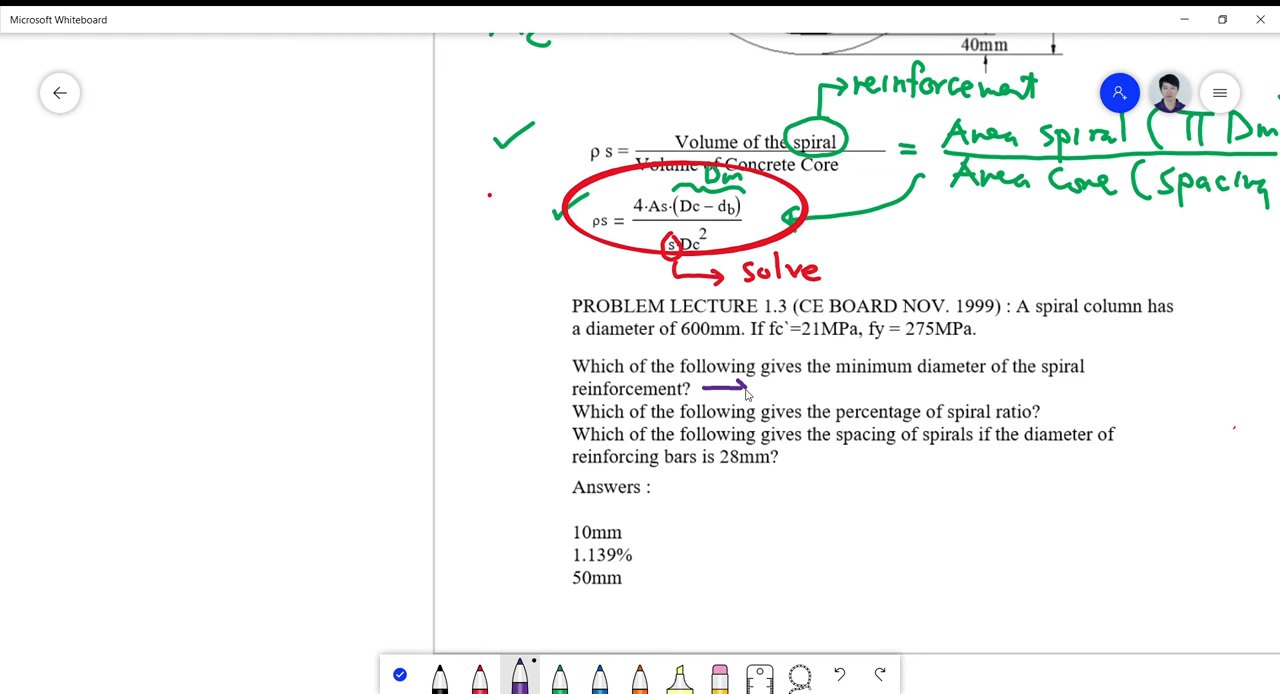 Microsoft Whiteboard
40mm
reinforcement
ρ s = Volume of the spiral / Volume of Concrete Core = Area spiral (π Dm / Area Core (spacing
Dm
ρs = 4·As·(Dc – db) / s·Dc²
solve
PROBLEM LECTURE 1.3 (CE BOARD NOV. 1999) : A spiral column has
a diameter of 600mm. If fc`=21MPa, fy = 275MPa.
Which of the following gives the minimum diameter of the spiral
reinforcement?
Which of the following gives the percentage of spiral ratio?
Which of the following gives the spacing of spirals if the diameter of
reinforcing bars is 28mm?
Answers :
10mm
1.139%
50mm